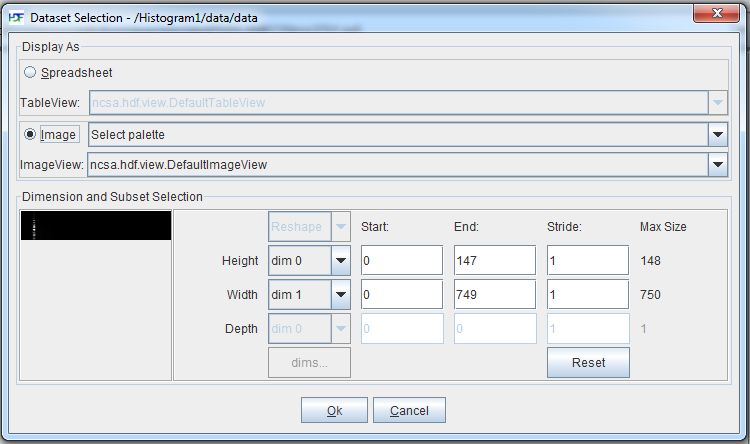 HDF Dataset Selection - /Histogram1/data/data
Display As
Spreadsheet
TableView: ncsa.hdf.view.DefaultTableView
Image Select palette
ImageView: ncsa.hdf.view.DefaultImageView
Dimension and Subset Selection
Reshape Start: End: Stride: Max Size
Height dim 0 0 147 1 148
Width dim 1 0 749 1 750
Depth dim 0 0 0 1 1
dims... Reset
Ok Cancel